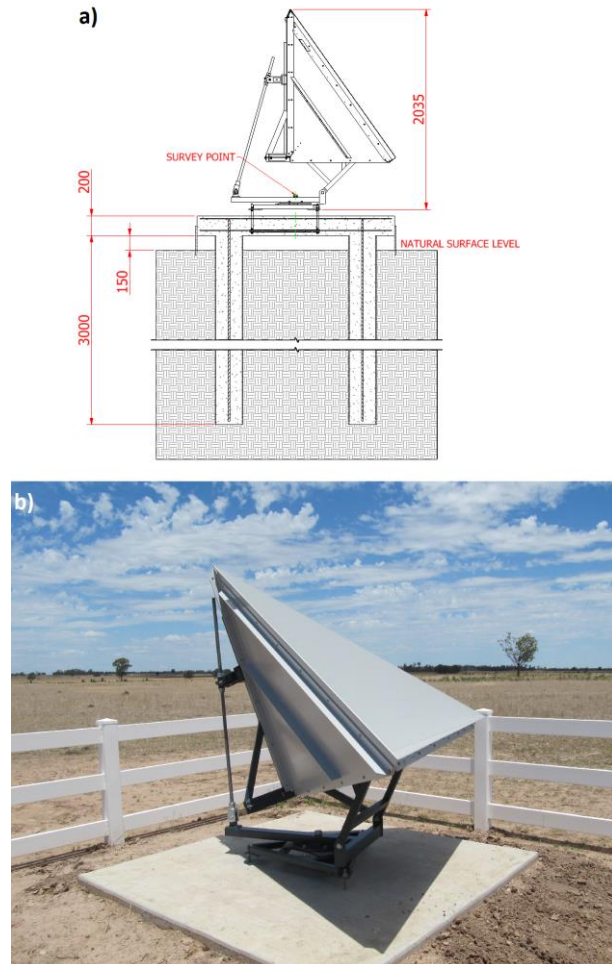 a)
2035
SURVEY POINT
200
NATURAL SURFACE LEVEL
150
3000
b)